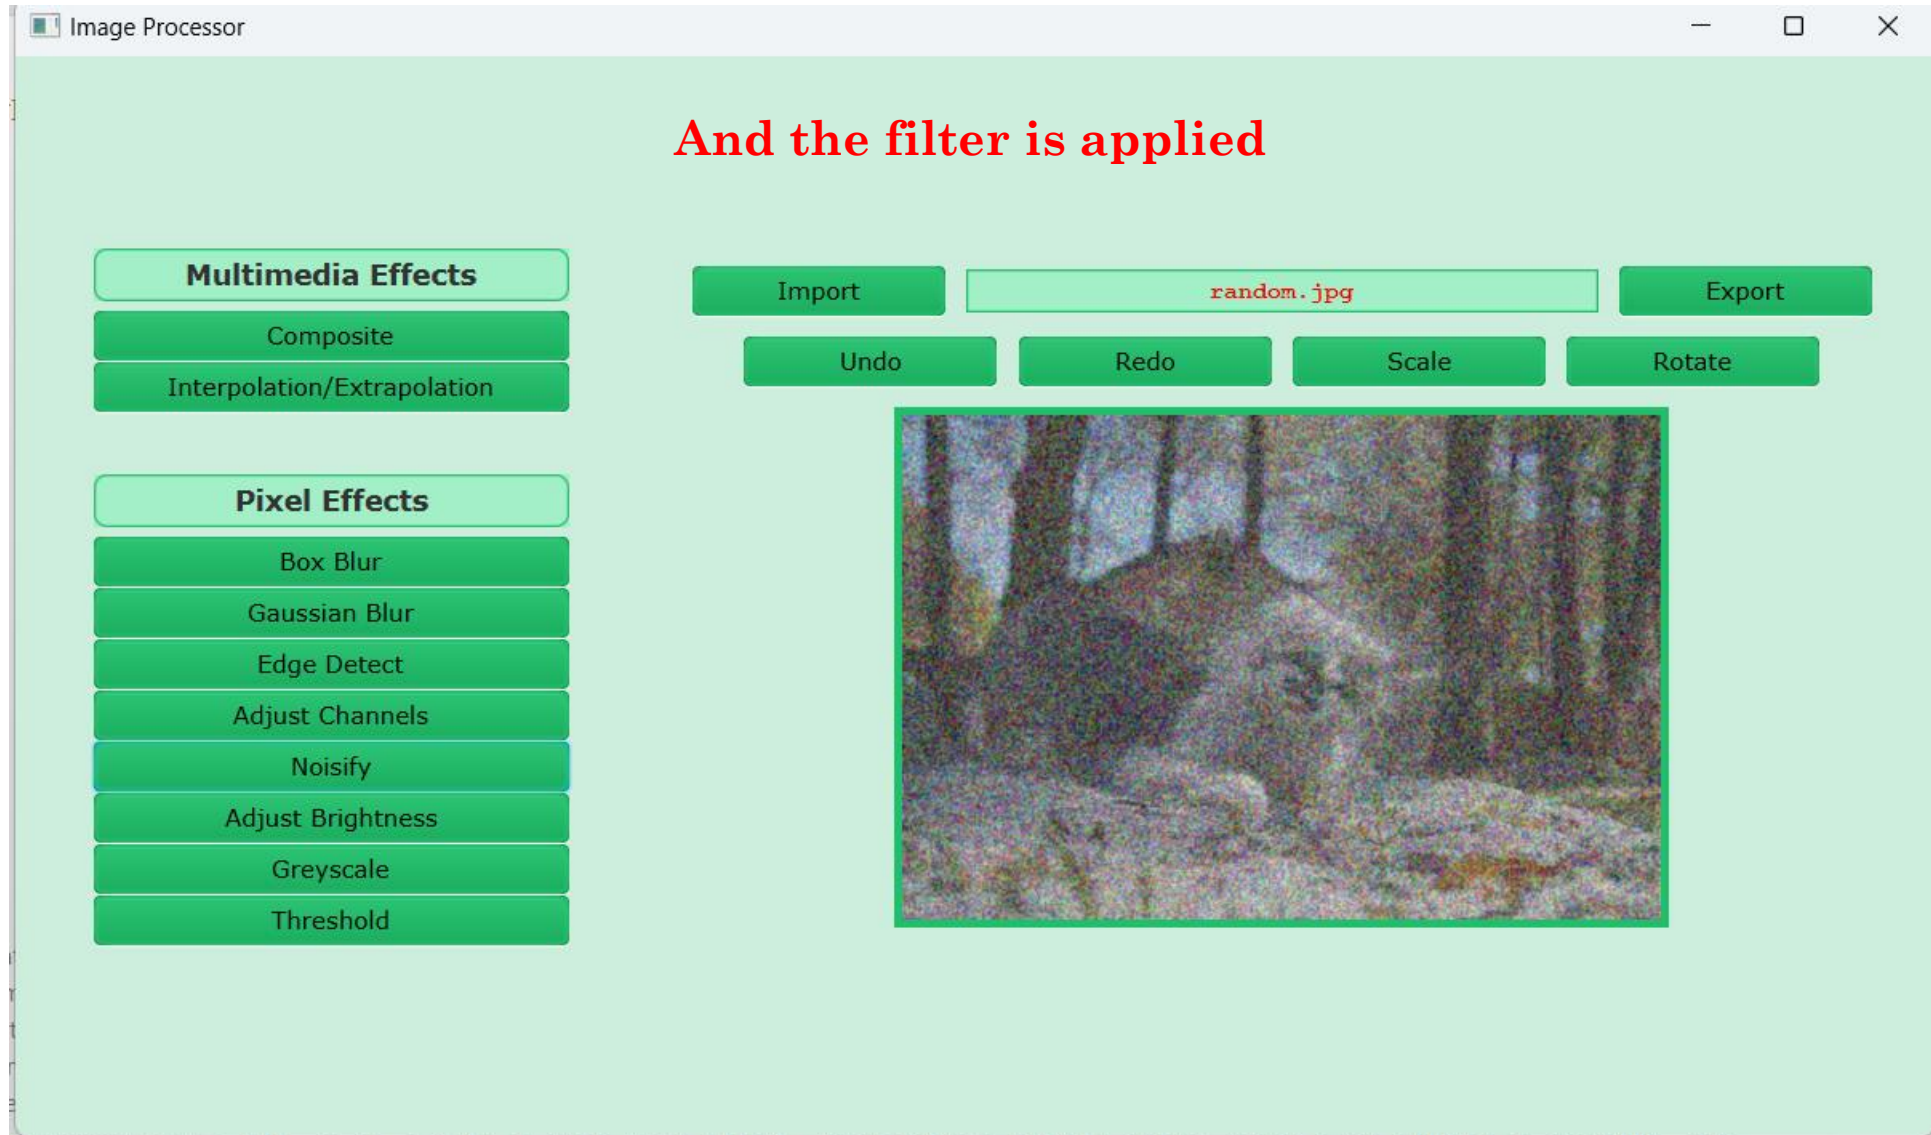 Image Processor
And the filter is applied
Multimedia Effects
Composite
Interpolation/Extrapolation
Pixel Effects
Box Blur
Gaussian Blur
Edge Detect
Adjust Channels
Noisify
Adjust Brightness
Greyscale
Threshold
Import
random.jpg
Export
Undo
Redo
Scale
Rotate